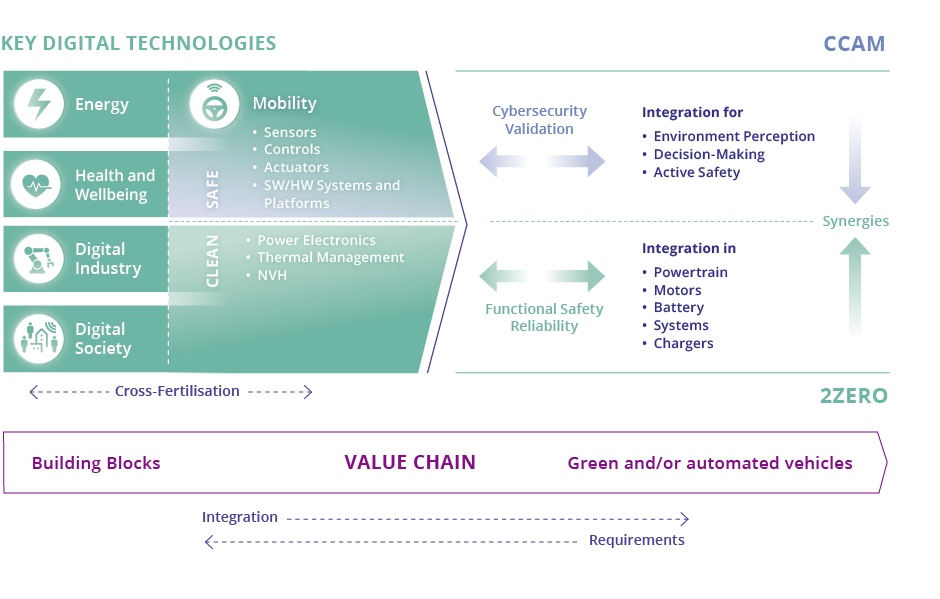 KEY DIGITAL TECHNOLOGIES
CCAM
Energy
Health and
Wellbeing
Digital
Industry
Digital
Society
Mobility
• Sensors
• Controls
• Actuators
• SW/HW Systems and
Platforms
SAFE
CLEAN
• Power Electronics
• Thermal Management
• NVH
Cybersecurity
Validation
Integration for
• Environment Perception
• Decision-Making
• Active Safety
Synergies
Functional Safety
Reliability
Integration in
• Powertrain
• Motors
• Battery
• Systems
• Chargers
Cross-Fertilisation
2ZERO
Building Blocks
VALUE CHAIN
Green and/or automated vehicles
Integration
Requirements